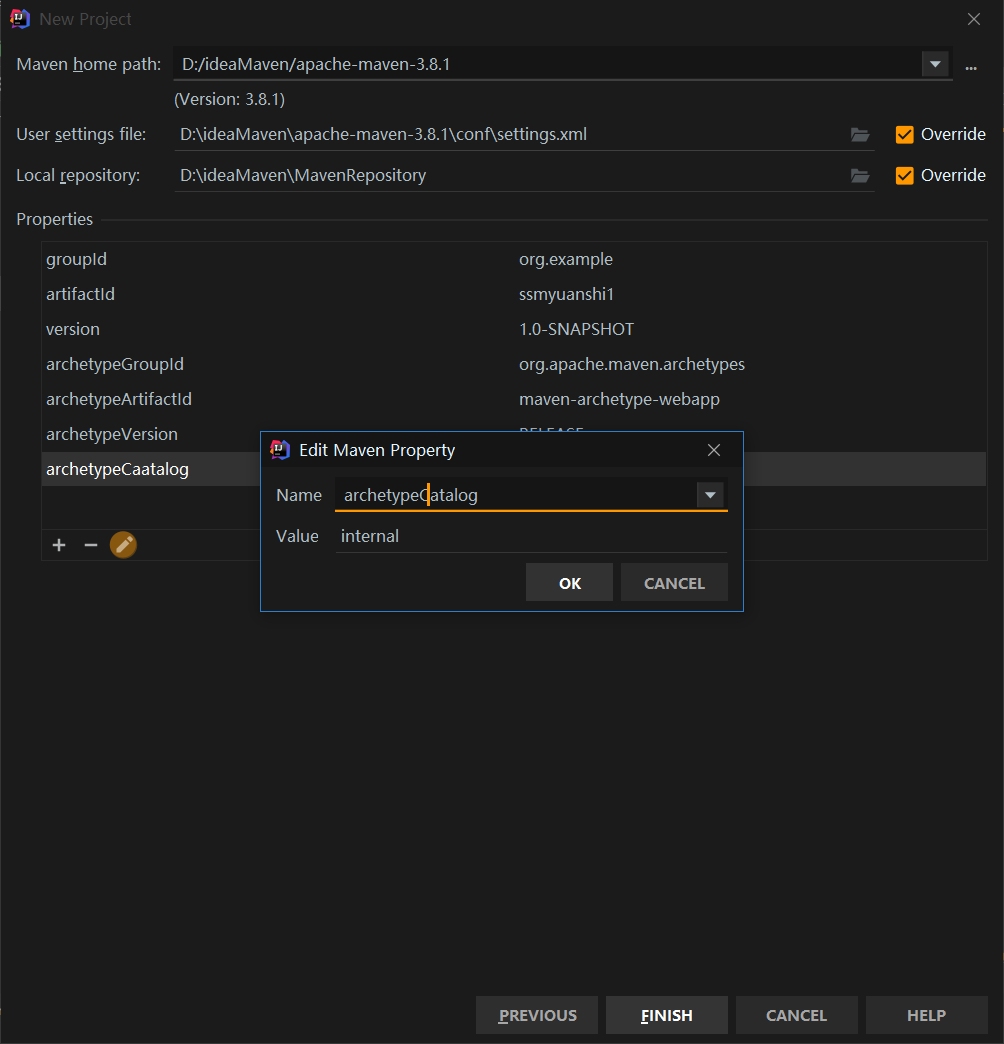 New Project
Maven home path: D:/ideaMaven/apache-maven-3.8.1 ...
(Version: 3.8.1)
User settings file: D:\ideaMaven\apache-maven-3.8.1\conf\settings.xml Override
Local repository: D:\ideaMaven\MavenRepository Override
Properties
groupId org.example
artifactId ssmyuanshi1
version 1.0-SNAPSHOT
archetypeGroupId org.apache.maven.archetypes
archetypeArtifactId maven-archetype-webapp
archetypeVersion RELEASE
archetypeCaatalog
Edit Maven Property
Name archetypeCatalog
Value internal
OK CANCEL
PREVIOUS FINISH CANCEL HELP